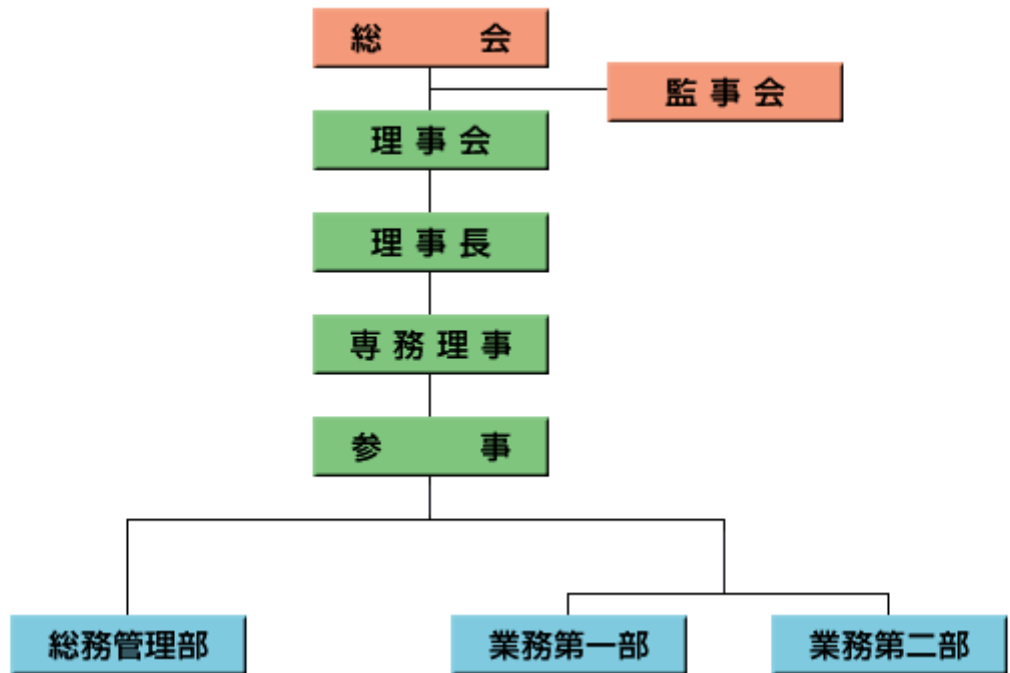 総会
監事会
理事会
理事長
専務理事
参事
総務管理部
業務第一部
業務第二部